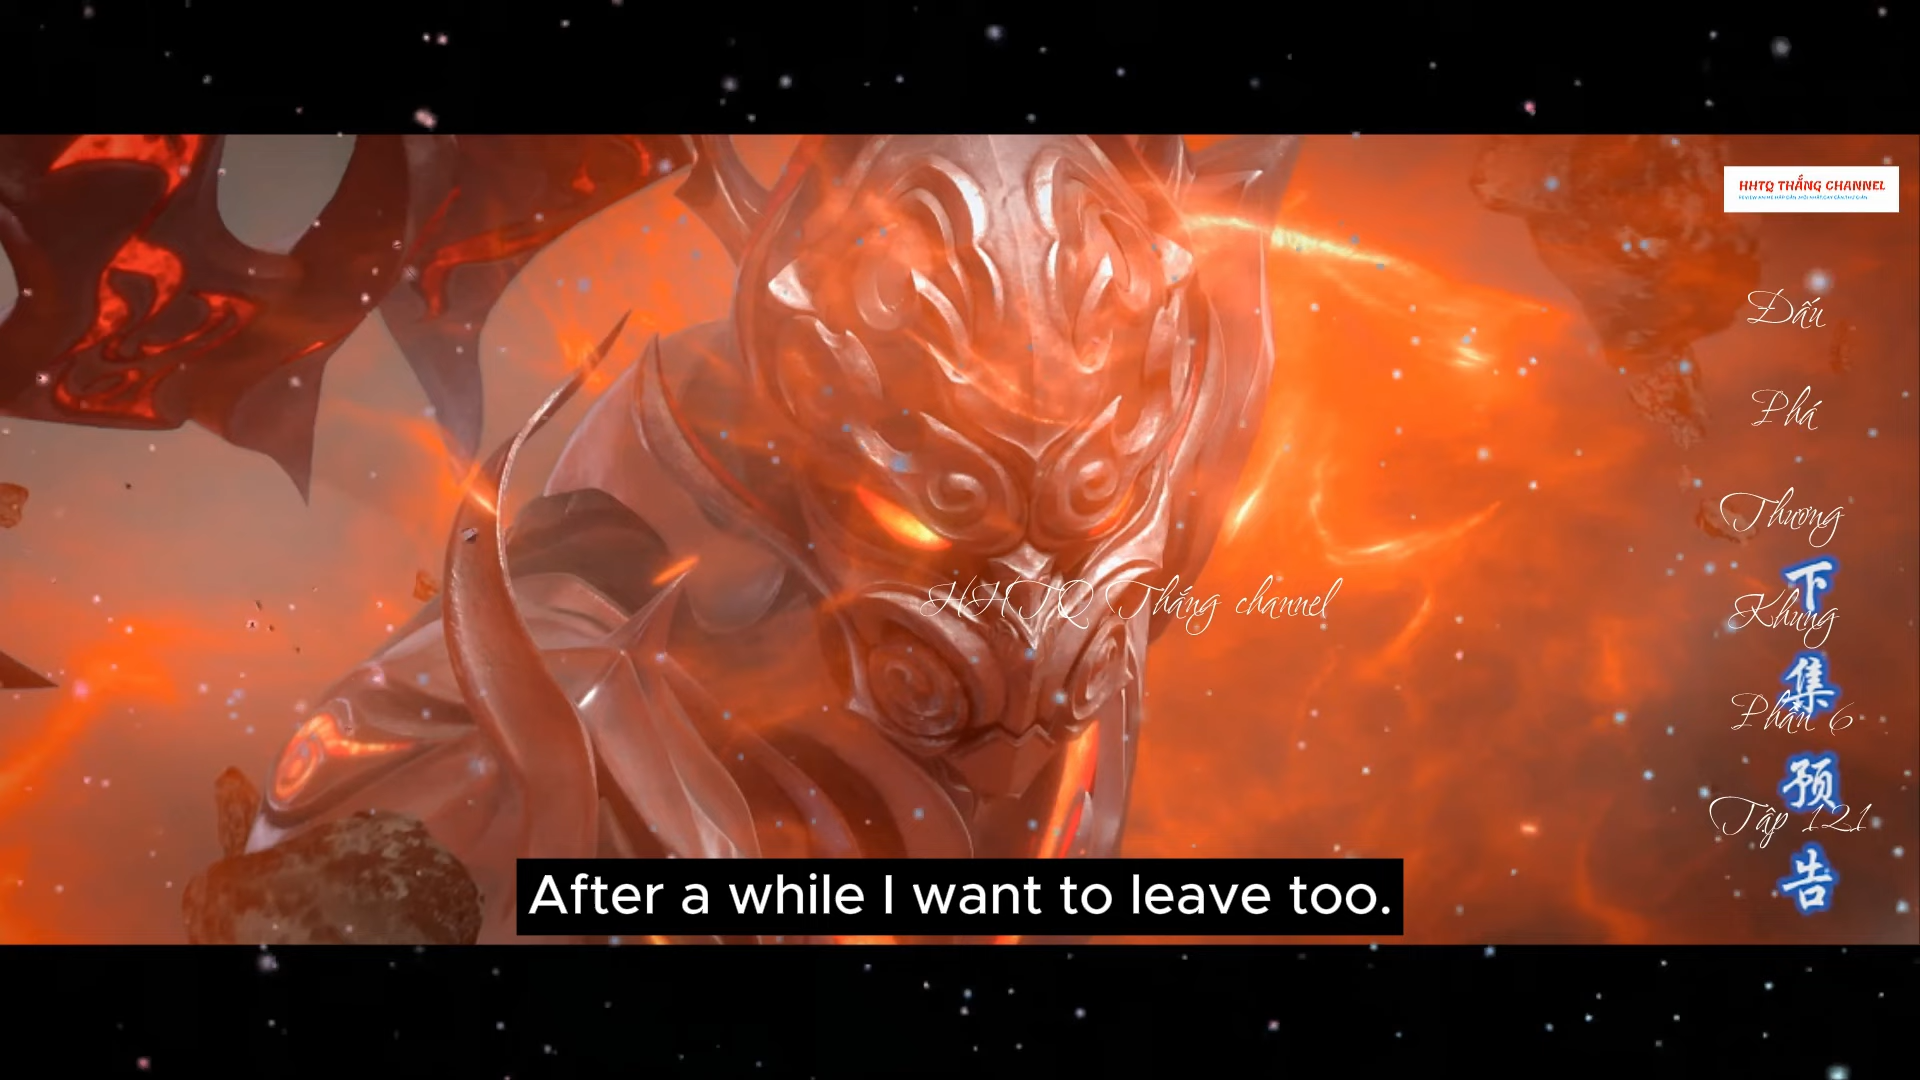 HHTQ THẮNG CHANNEL
Đấu
Phá
Thương
Khung
Phần 6
Tập 121
下集预告
HHTQ Thắng channel
After a while I want to leave too.